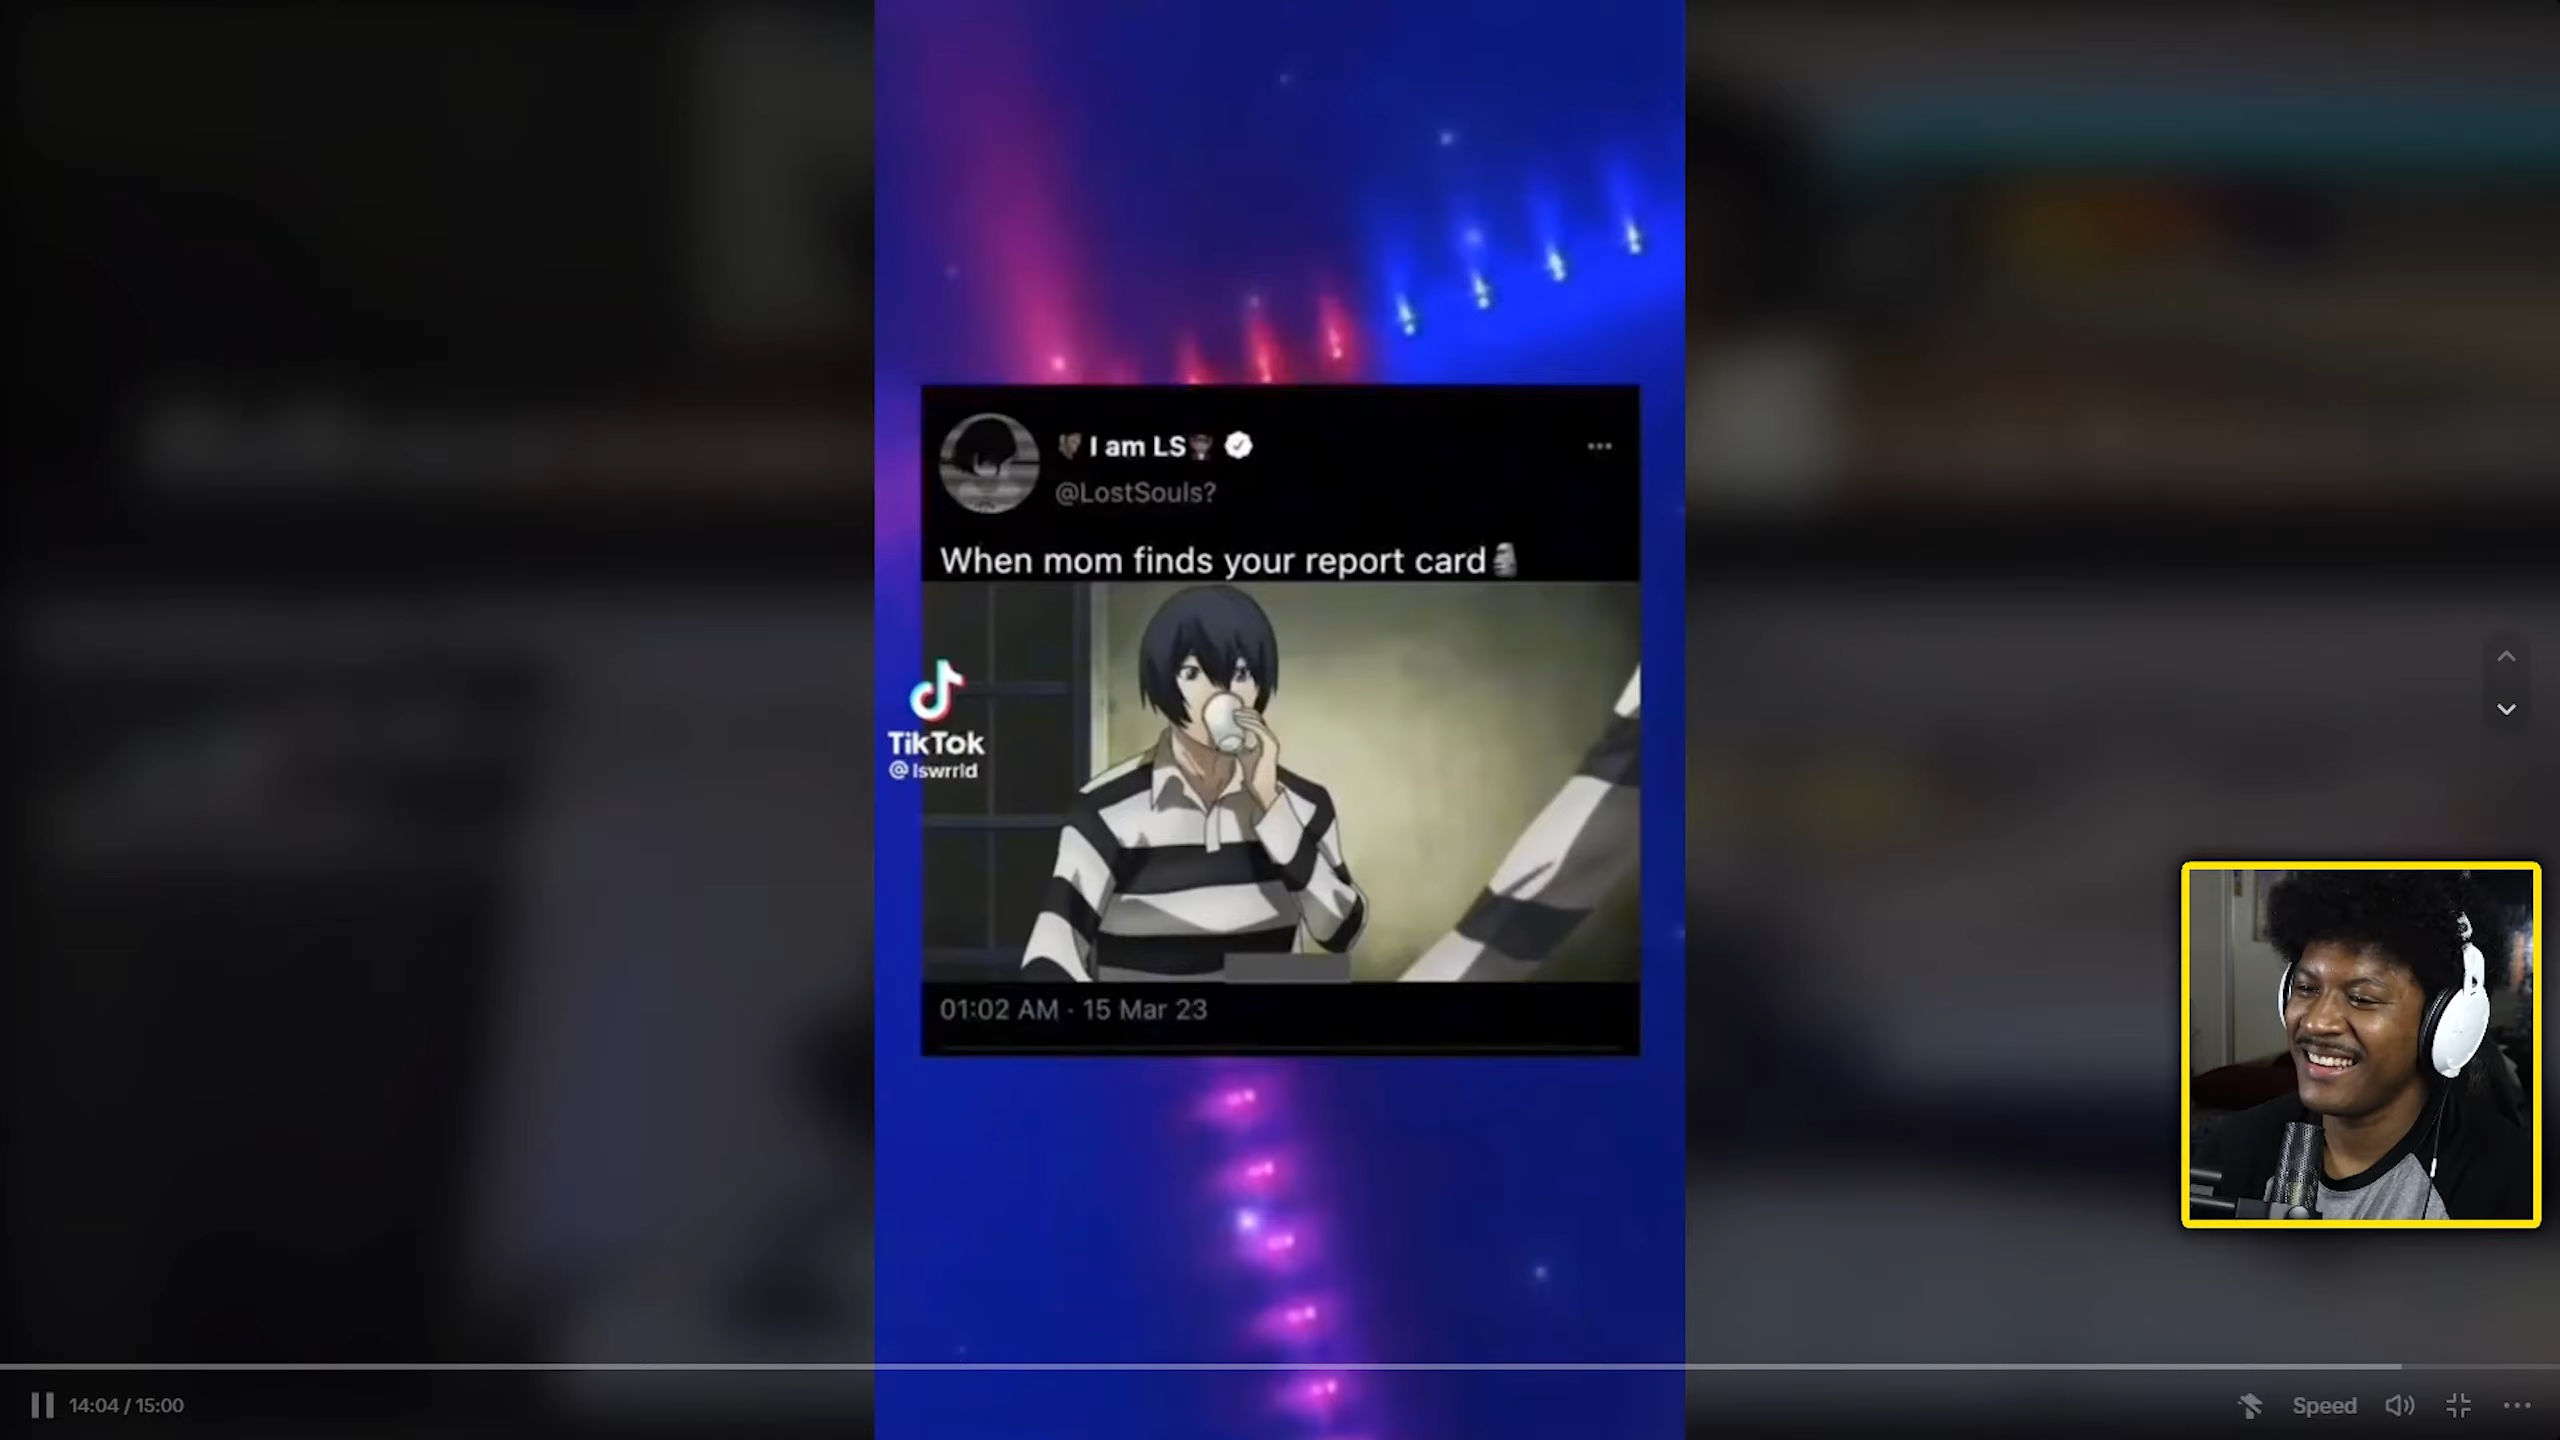 I am LS
@LostSouls?
When mom finds your report card🗿
TikTok
@lswrrld
01:02 AM · 15 Mar 23
14:04 / 15:00
Speed